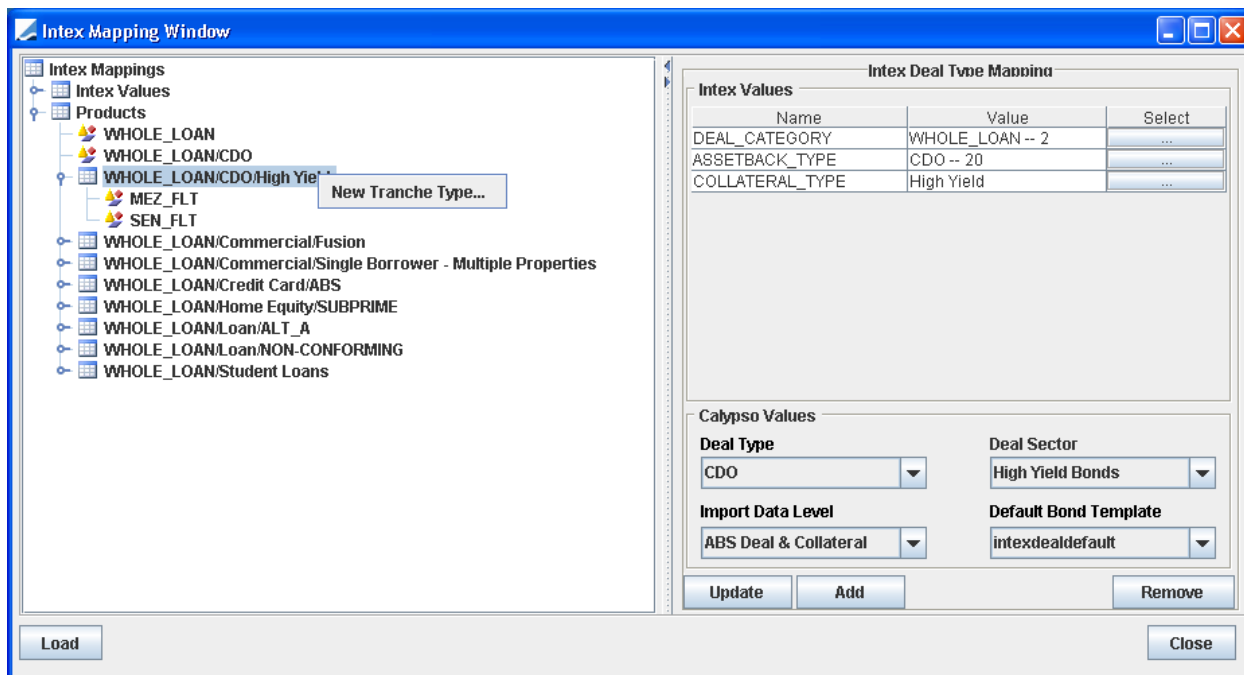 Intex Mapping Window
Intex Mappings
Intex Values
Products
WHOLE_LOAN
WHOLE_LOAN/CDO
WHOLE_LOAN/CDO/High
New Tranche Type...
MEZ_FLT
SEN_FLT
WHOLE_LOAN/Commercial/Fusion
WHOLE_LOAN/Commercial/Single Borrower - Multiple Properties
WHOLE_LOAN/Credit Card/ABS
WHOLE_LOAN/Home Equity/SUBPRIME
WHOLE_LOAN/Loan/ALT_A
WHOLE_LOAN/Loan/NON-CONFORMING
WHOLE_LOAN/Student Loans
Intex Deal Type Mapping
Intex Values
Name Value Select
DEAL_CATEGORY WHOLE_LOAN -- 2 ...
ASSETBACK_TYPE CDO -- 20 ...
COLLATERAL_TYPE High Yield ...
Calypso Values
Deal Type Deal Sector
CDO High Yield Bonds
Import Data Level Default Bond Template
ABS Deal & Collateral intexdealdefault
Update Add Remove
Load Close